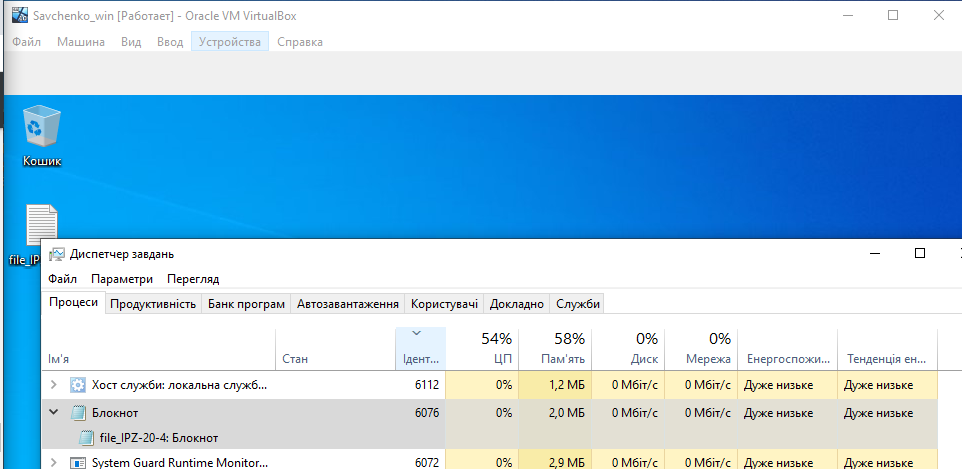 Savchenko_win [Работает] - Oracle VM VirtualBox
Файл Машина Вид Ввод Устройства Справка
Кошик
file_IP
Диспетчер завдань
Файл Параметри Перегляд
Процеси Продуктивність Банк програм Автозавантаження Користувачі Докладно Служби
54% 58% 0% 0%
Ім'я Стан Ідент... ЦП Пам'ять Диск Мережа Енергоспожи... Тенденція ен...
Хост служби: локальна служб... 6112 0% 1,2 МБ 0 Мбіт/с 0 Мбіт/с Дуже низьке Дуже низьке
Блокнот 6076 0% 2,0 МБ 0 Мбіт/с 0 Мбіт/с Дуже низьке Дуже низьке
file_IPZ-20-4: Блокнот
System Guard Runtime Monitor... 6072 0% 2,9 МБ 0 Мбіт/с 0 Мбіт/с Дуже низьке Дуже низьке